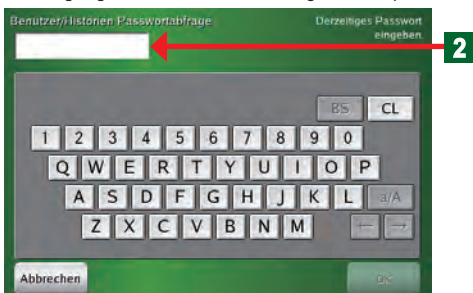 Benutzer/Historien Passwortabfrage
Derzeitiges Passwort
eingeben.
2
BS CL
1 2 3 4 5 6 7 8 9 0
Q W E R T Y U I O P
A S D F G H J K L a/A
Z X C V B N M ← →
Abbrechen OK